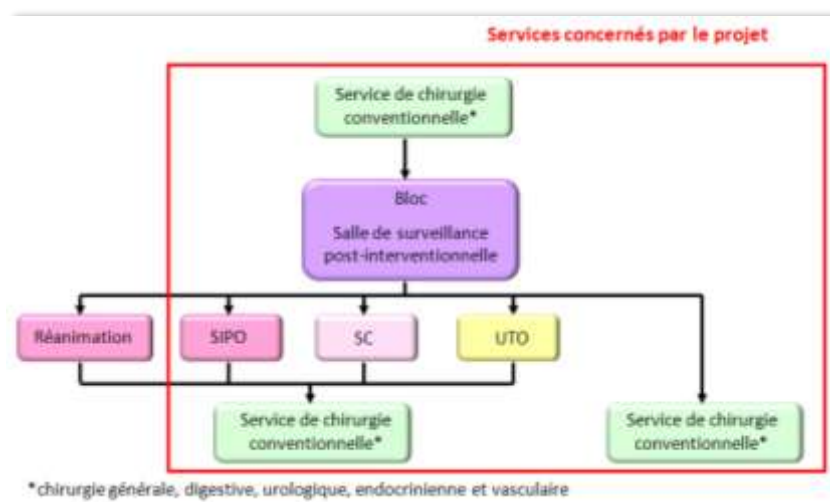 Services concernés par le projet
Service de chirurgie
conventionnelle*
Bloc
Salle de surveillance
post-interventionnelle
Réanimation
SIPO
SC
UTO
Service de chirurgie
conventionnelle*
Service de chirurgie
conventionnelle*
*chirurgie générale, digestive, urologique, endocrinienne et vasculaire